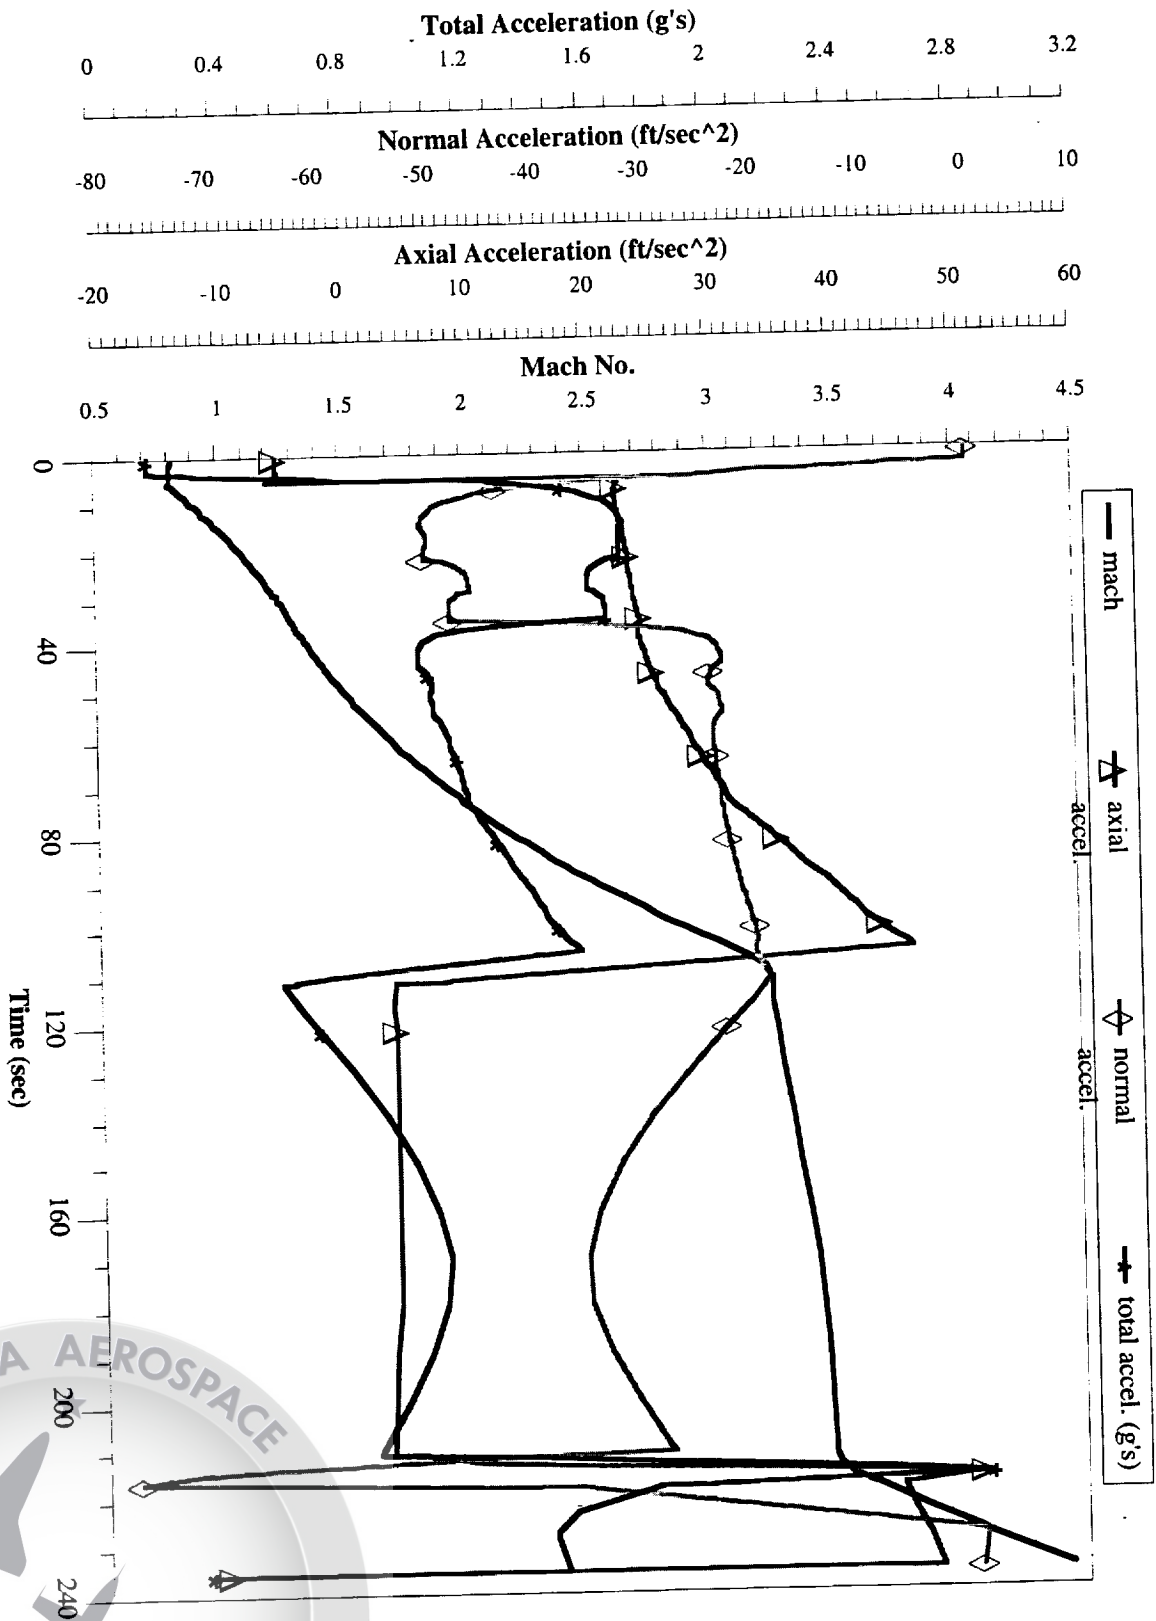 Total Acceleration (g's)
0 0.4 0.8 1.2 1.6 2 2.4 2.8 3.2
Normal Acceleration (ft/sec^2)
-80 -70 -60 -50 -40 -30 -20 -10 0 10
Axial Acceleration (ft/sec^2)
-20 -10 0 10 20 30 40 50 60
Mach No.
0.5 1 1.5 2 2.5 3 3.5 4 4.5
mach
axial
accel.
normal
accel.
total accel. (g's)
0 40 80 120 160 200 240
Time (sec)
A AEROSPACE